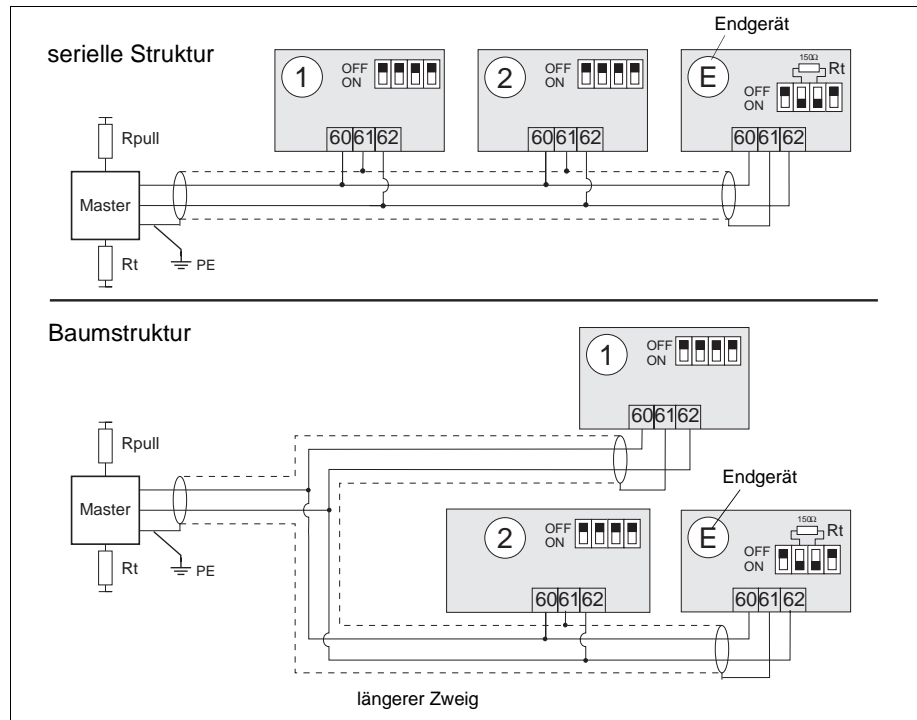 serielle Struktur
Endgerät
1
OFF
ON
60 61 62
2
OFF
ON
60 61 62
E
150Ω
Rt
OFF
ON
60 61 62
Rpull
Master
Rt
PE
Baumstruktur
1
OFF
ON
60 61 62
Rpull
Master
Rt
PE
Endgerät
2
OFF
ON
60 61 62
E
150Ω
Rt
OFF
ON
60 61 62
längerer Zweig